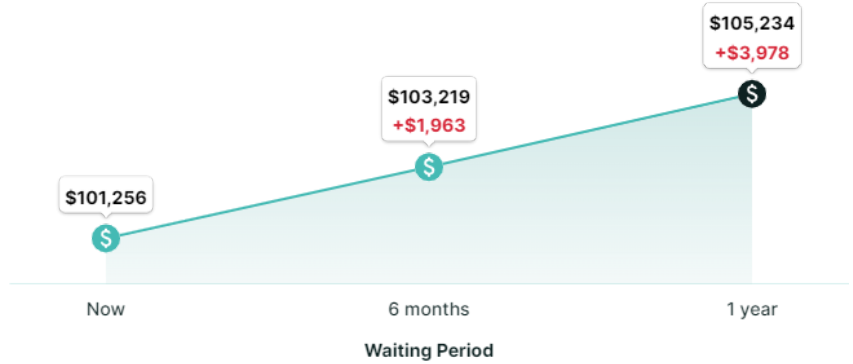 $105,234
+$3,978
$103,219
+$1,963
$101,256
$
$
$
Now
6 months
1 year
Waiting Period